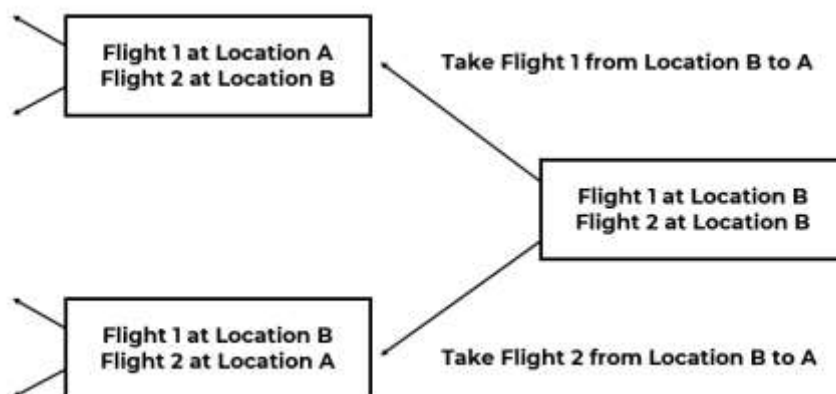 Flight 1 at Location A
Flight 2 at Location B
Take Flight 1 from Location B to A
Flight 1 at Location B
Flight 2 at Location B
Flight 1 at Location B
Flight 2 at Location A
Take Flight 2 from Location B to A